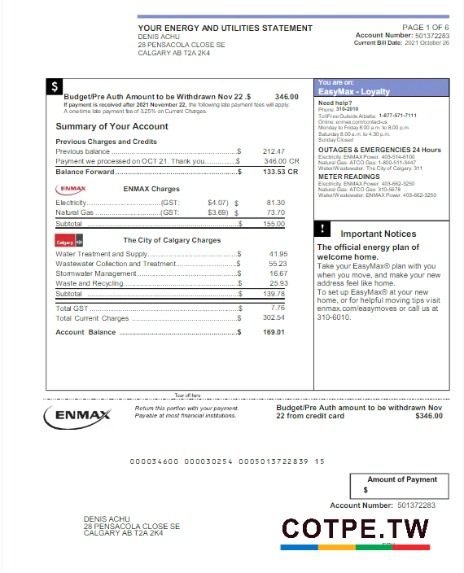 YOUR ENERGY AND UTILITIES STATEMENT
DENIS ACHU
28 PENSACOLA CLOSE SE
CALGARY AB T2A 2K4
PAGE 1 OF 6
Account Number: 501372283
Current Bill Date: 2021 October 26
$
Budget/Pre Auth Amount to be Withdrawn Nov 22 .$ 346.00
If payment is received after 2021 November 22, the following late payment fees will apply:
A one-time late payment fee of 3.25% on Current Charges.
Summary of Your Account
Previous Charges and Credits
Previous balance $ 212.47
Payment we processed on OCT 21. Thank you $ 346.00 CR
Balance Forward $ 133.53 CR
ENMAX
ENMAX Charges
Electricity (GST: $4.07) $ 81.30
Natural Gas (GST: $3.69) $ 73.70
Subtotal $ 155.00
Calgary
The City of Calgary Charges
Water Treatment and Supply $ 41.95
Wastewater Collection and Treatment $ 55.23
Stormwater Management $ 16.67
Waste and Recycling $ 25.93
Subtotal $ 139.78
Total GST $ 7.76
Total Current Charges $ 302.54
Account Balance $ 169.01
You are on:
EasyMax - Loyalty
Need help?
Phone: 310-2010
Toll Free Outside Alberta: 1-877-571-7111
Online: enmax.com/contact-us
Monday to Friday 8:00 a.m. to 8:00 p.m.
Saturday 8:00 a.m. to 4:30 p.m.
Sunday Closed
OUTAGES & EMERGENCIES 24 Hours
Electricity: ENMAX Power: 403-514-6100
Natural Gas: ATCO Gas: 1-800-511-3447
Water/Wastewater: The City of Calgary: 311
METER READINGS
Electricity: ENMAX Power: 403-662-3250
Natural Gas: ATCO Gas: 310-5678
Water/Wastewater: ENMAX Power: 403-662-3250
! Important Notices
The official energy plan of
welcome home.
Take your EasyMax® plan with you
when you move, and make your new
address feel like home.
To set up EasyMax® at your new
home, or for helpful moving tips visit
enmax.com/easymoves or call us at
310-6010.
Tear off here
ENMAX
Return this portion with your payment.
Payable at most financial institutions.
Budget/Pre Auth amount to be withdrawn Nov
22 from credit card $346.00
000034600 000030254 0005013722839 15
Amount of Payment
$
Account Number: 501372283
DENIS ACHU
28 PENSACOLA CLOSE SE
CALGARY AB T2A 2K4
COTPE.TW